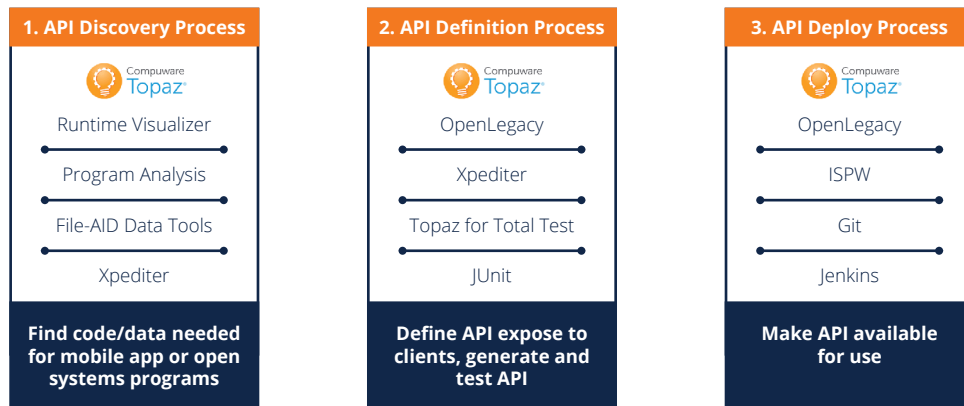 1. API Discovery Process
Compuware
Topaz®
Runtime Visualizer
Program Analysis
File-AID Data Tools
Xpediter
Find code/data needed
for mobile app or open
systems programs
2. API Definition Process
Compuware
Topaz®
OpenLegacy
Xpediter
Topaz for Total Test
JUnit
Define API expose to
clients, generate and
test API
3. API Deploy Process
Compuware
Topaz®
OpenLegacy
ISPW
Git
Jenkins
Make API available
for use